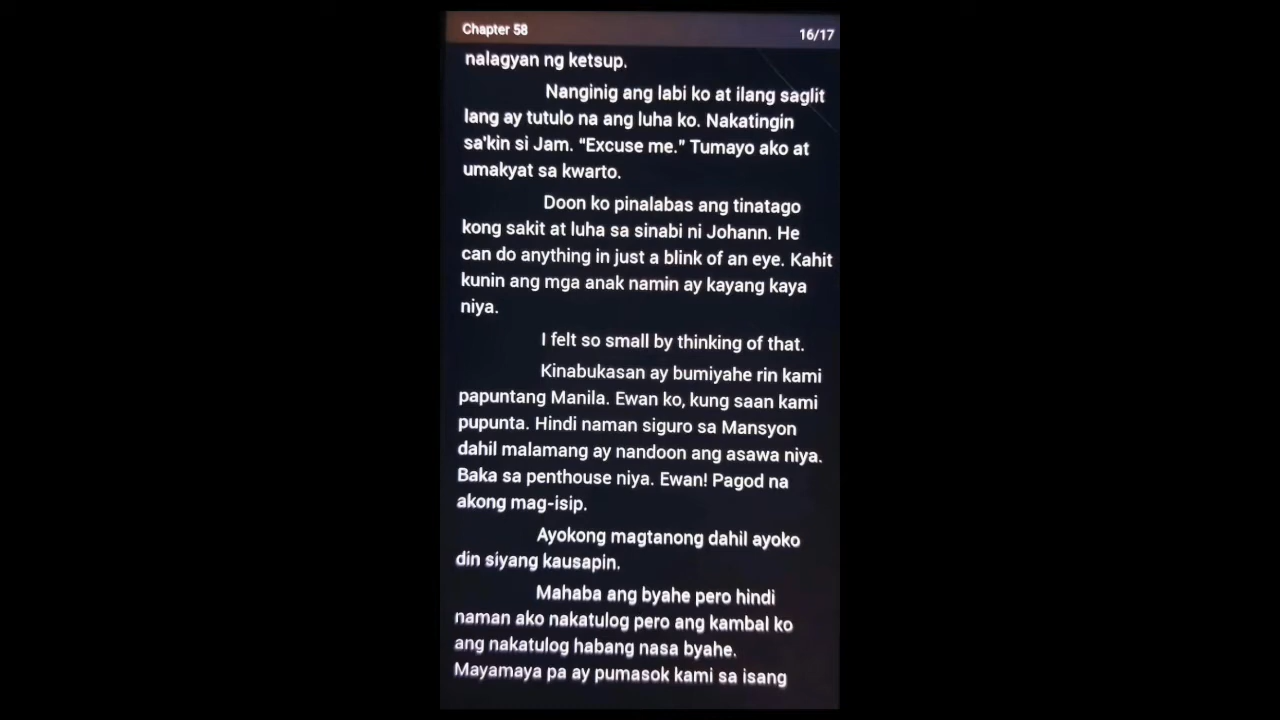 Chapter 58
16/17
nalagyan ng ketsup.
Nanginig ang labi ko at ilang saglit
lang ay tutulo na ang luha ko. Nakatingin
sa'kin si Jam. "Excuse me." Tumayo ako at
umakyat sa kwarto.
Doon ko pinalabas ang tinatago
kong sakit at luha sa sinabi ni Johann. He
can do anything in just a blink of an eye. Kahit
kunin ang mga anak namin ay kayang kaya
niya.
I felt so small by thinking of that.
Kinabukasan ay bumiyahe rin kami
papuntang Manila. Ewan ko, kung saan kami
pupunta. Hindi naman siguro sa Mansyon
dahil malamang ay nandoon ang asawa niya.
Baka sa penthouse niya. Ewan! Pagod na
akong mag-isip.
Ayokong magtanong dahil ayoko
din siyang kausapin.
Mahaba ang byahe pero hindi
naman ako nakatulog pero ang kambal ko
ang nakatulog habang nasa byahe.
Mayamaya pa ay pumasok kami sa isang